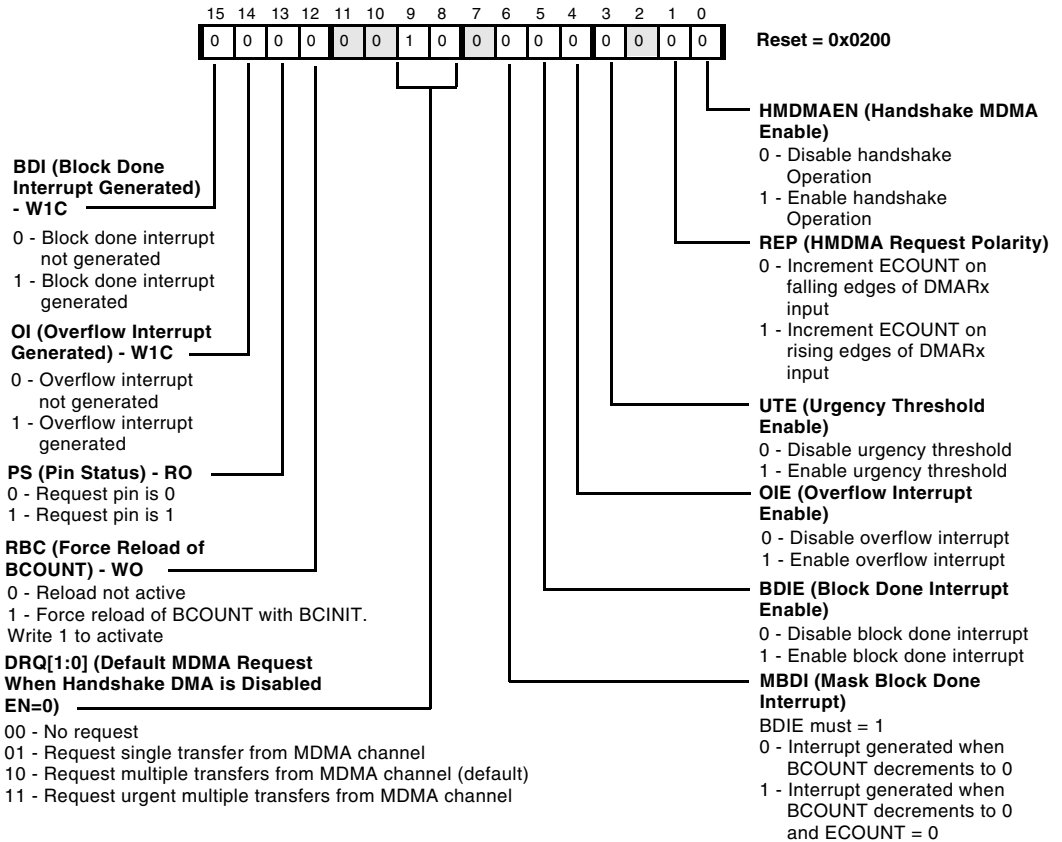 15 14 13 12 11 10 9 8 7 6 5 4 3 2 1 0
0 0 0 0 0 0 1 0 0 0 0 0 0 0 0 0
Reset = 0x0200
BDI (Block Done
Interrupt Generated)
- W1C
0 - Block done interrupt
not generated
1 - Block done interrupt
generated
OI (Overflow Interrupt
Generated) - W1C
0 - Overflow interrupt
not generated
1 - Overflow interrupt
generated
PS (Pin Status) - RO
0 - Request pin is 0
1 - Request pin is 1
RBC (Force Reload of
BCOUNT) - WO
0 - Reload not active
1 - Force reload of BCOUNT with BCINIT.
Write 1 to activate
DRQ[1:0] (Default MDMA Request
When Handshake DMA is Disabled
EN=0)
00 - No request
01 - Request single transfer from MDMA channel
10 - Request multiple transfers from MDMA channel (default)
11 - Request urgent multiple transfers from MDMA channel
HMDMAEN (Handshake MDMA
Enable)
0 - Disable handshake
Operation
1 - Enable handshake
Operation
REP (HMDMA Request Polarity)
0 - Increment ECOUNT on
falling edges of DMARx
input
1 - Increment ECOUNT on
rising edges of DMARx
input
UTE (Urgency Threshold
Enable)
0 - Disable urgency threshold
1 - Enable urgency threshold
OIE (Overflow Interrupt
Enable)
0 - Disable overflow interrupt
1 - Enable overflow interrupt
BDIE (Block Done Interrupt
Enable)
0 - Disable block done interrupt
1 - Enable block done interrupt
MBDI (Mask Block Done
Interrupt)
BDIE must = 1
0 - Interrupt generated when
BCOUNT decrements to 0
1 - Interrupt generated when
BCOUNT decrements to 0
and ECOUNT = 0